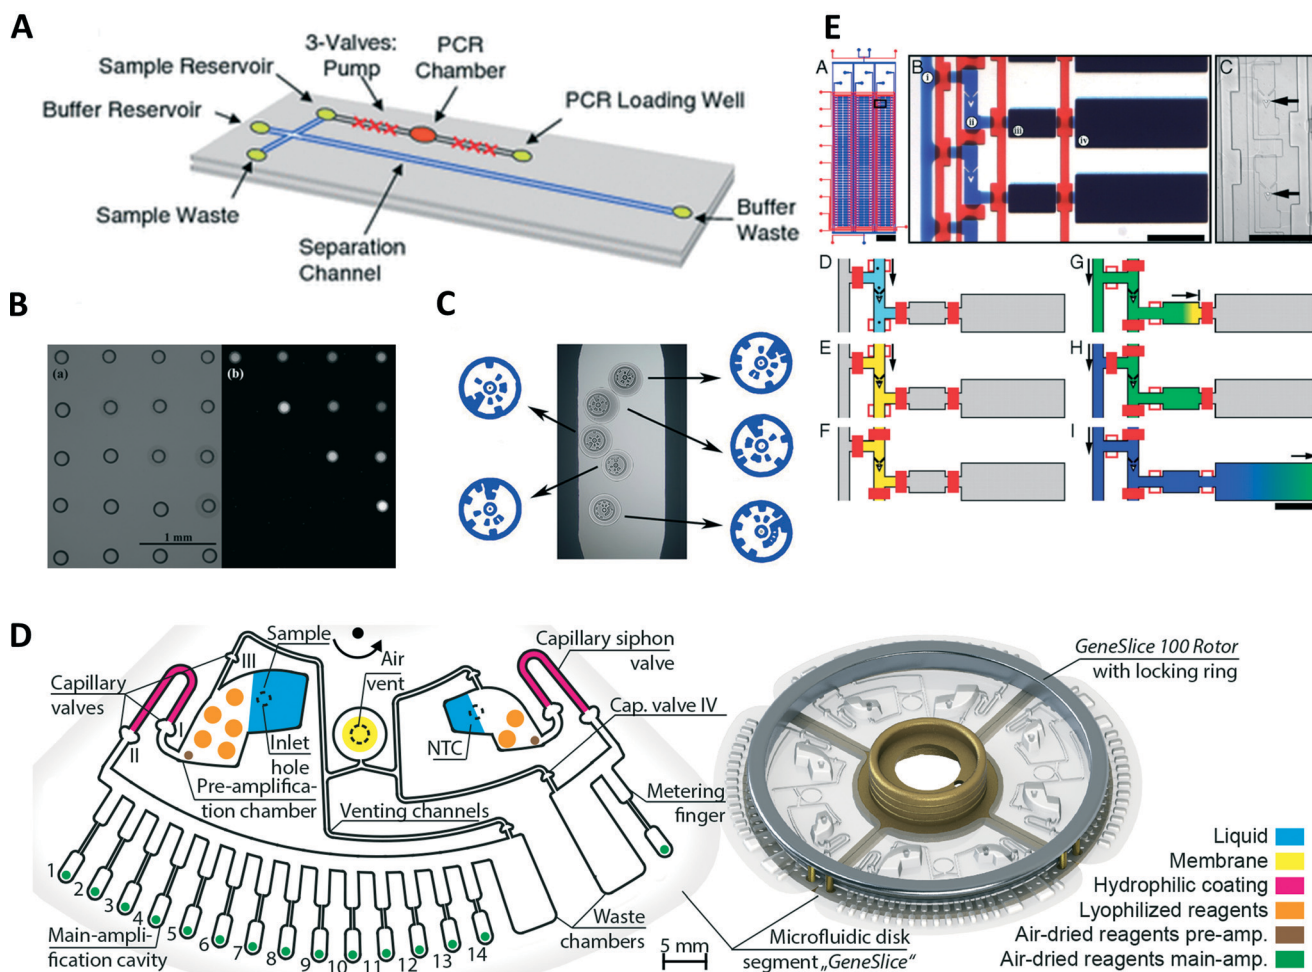 A
3-Valves:
Pump
PCR
Chamber
Sample Reservoir
Buffer Reservoir
PCR Loading Well
Sample Waste
Separation
Channel
Buffer
Waste
B
(a)
(b)
1 mm
C
E
A
B
i
ii
iii
iv
C
D
G
E
H
F
I
D
Sample
III
Air
vent
Capillary siphon
valve
Capillary
valves
Cap. valve IV
I
II
Inlet
hole
NTC
Pre-amplifica-
tion chamber
Venting channels
Metering
finger
1
2
3
4
5
6
7
8
9
10
11
12
13
14
Main-ampli-
fication cavity
Waste
chambers
5 mm
GeneSlice 100 Rotor
with locking ring
Microfluidic disk
segment „GeneSlice“
Liquid
Membrane
Hydrophilic coating
Lyophilized reagents
Air-dried reagents pre-amp.
Air-dried reagents main-amp.